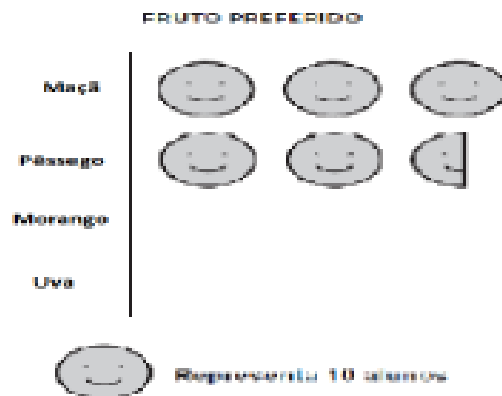 FRUTO PREFERIDO
Maçã
Pêssego
Morango
Uva
Representa 10 alunos